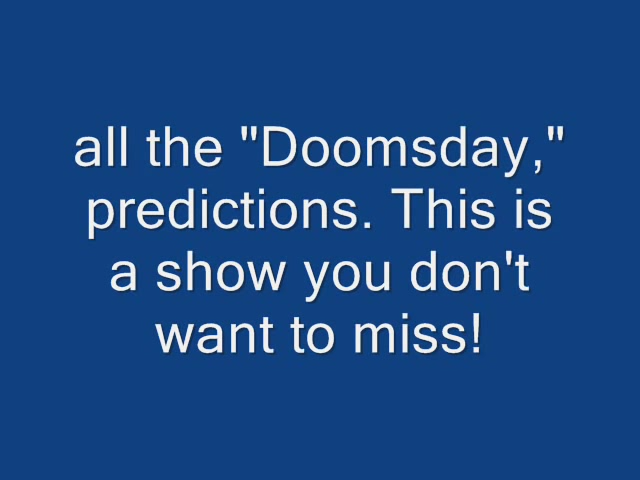 all the "Doomsday,"
predictions. This is
a show you don't
want to miss!